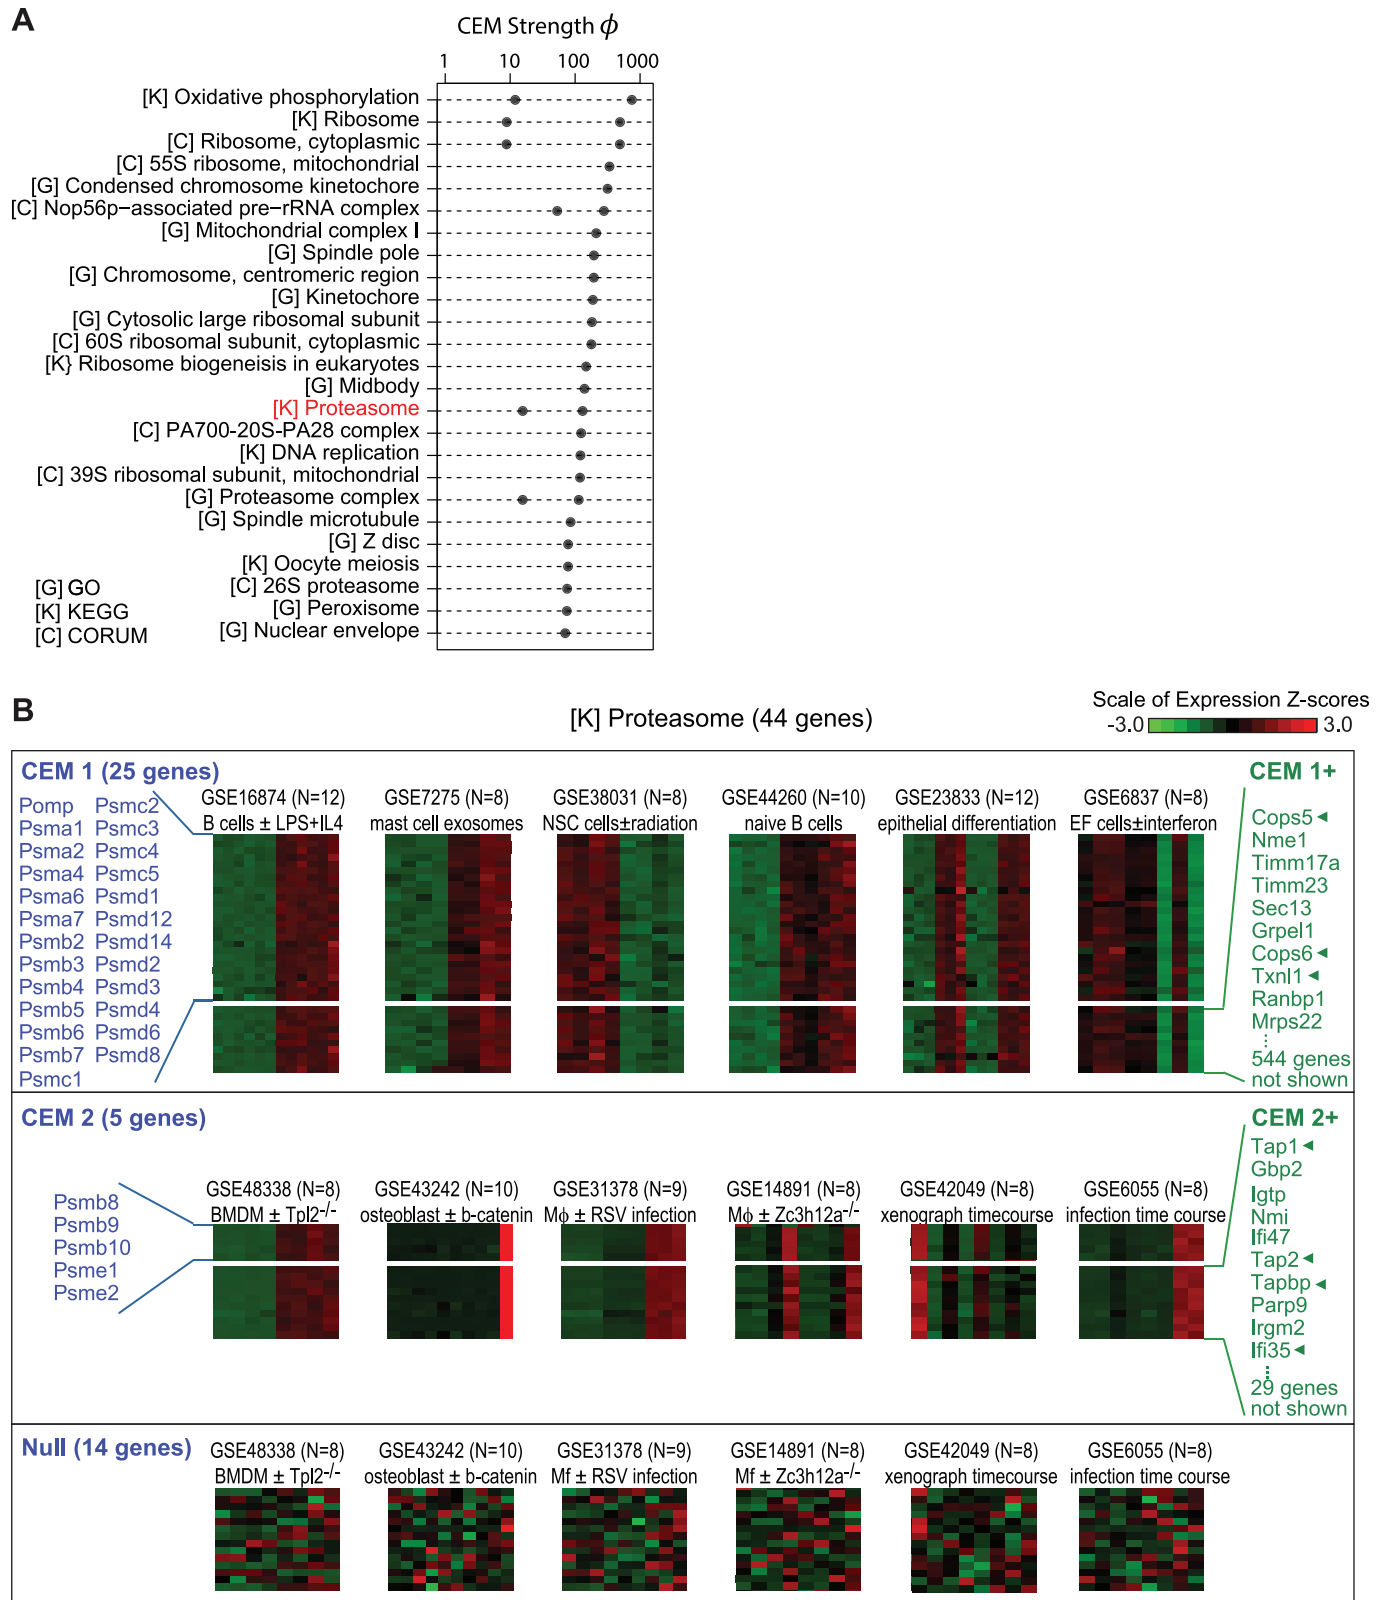 A
CEM Strength ϕ
1 10 100 1000
[K] Oxidative phosphorylation
[K] Ribosome
[C] Ribosome, cytoplasmic
[C] 55S ribosome, mitochondrial
[G] Condensed chromosome kinetochore
[C] Nop56p−associated pre−rRNA complex
[G] Mitochondrial complex I
[G] Spindle pole
[G] Chromosome, centromeric region
[G] Kinetochore
[G] Cytosolic large ribosomal subunit
[C] 60S ribosomal subunit, cytoplasmic
[K} Ribosome biogeneisis in eukaryotes
[G] Midbody
[K] Proteasome
[C] PA700-20S-PA28 complex
[K] DNA replication
[C] 39S ribosomal subunit, mitochondrial
[G] Proteasome complex
[G] Spindle microtubule
[G] Z disc
[K] Oocyte meiosis
[C] 26S proteasome
[G] Peroxisome
[G] Nuclear envelope
[G] GO
[K] KEGG
[C] CORUM
B
[K] Proteasome (44 genes)
Scale of Expression Z-scores
-3.0 3.0
CEM 1 (25 genes)
Pomp Psmc2
Psma1 Psmc3
Psma2 Psmc4
Psma4 Psmc5
Psma6 Psmd1
Psma7 Psmd12
Psmb2 Psmd14
Psmb3 Psmd2
Psmb4 Psmd3
Psmb5 Psmd4
Psmb6 Psmd6
Psmb7 Psmd8
Psmc1
GSE16874 (N=12)
B cells ± LPS+IL4
GSE7275 (N=8)
mast cell exosomes
GSE38031 (N=8)
NSC cells±radiation
GSE44260 (N=10)
naive B cells
GSE23833 (N=12)
epithelial differentiation
GSE6837 (N=8)
EF cells±interferon
CEM 1+
Cops5 ◄
Nme1
Timm17a
Timm23
Sec13
Grpel1
Cops6 ◄
Txnl1 ◄
Ranbp1
Mrps22
544 genes
not shown
CEM 2 (5 genes)
Psmb8
Psmb9
Psmb10
Psme1
Psme2
GSE48338 (N=8)
BMDM ± Tpl2-/-
GSE43242 (N=10)
osteoblast ± b-catenin
GSE31378 (N=9)
Mϕ ± RSV infection
GSE14891 (N=8)
Mϕ ± Zc3h12a-/-
GSE42049 (N=8)
xenograph timecourse
GSE6055 (N=8)
infection time course
CEM 2+
Tap1 ◄
Gbp2
Igtp
Nmi
Ifi47
Tap2 ◄
Tapbp ◄
Parp9
Irgm2
Ifi35 ◄
29 genes
not shown
Null (14 genes)
GSE48338 (N=8)
BMDM ± Tpl2-/-
GSE43242 (N=10)
osteoblast ± b-catenin
GSE31378 (N=9)
Mf ± RSV infection
GSE14891 (N=8)
Mf ± Zc3h12a-/-
GSE42049 (N=8)
xenograph timecourse
GSE6055 (N=8)
infection time course